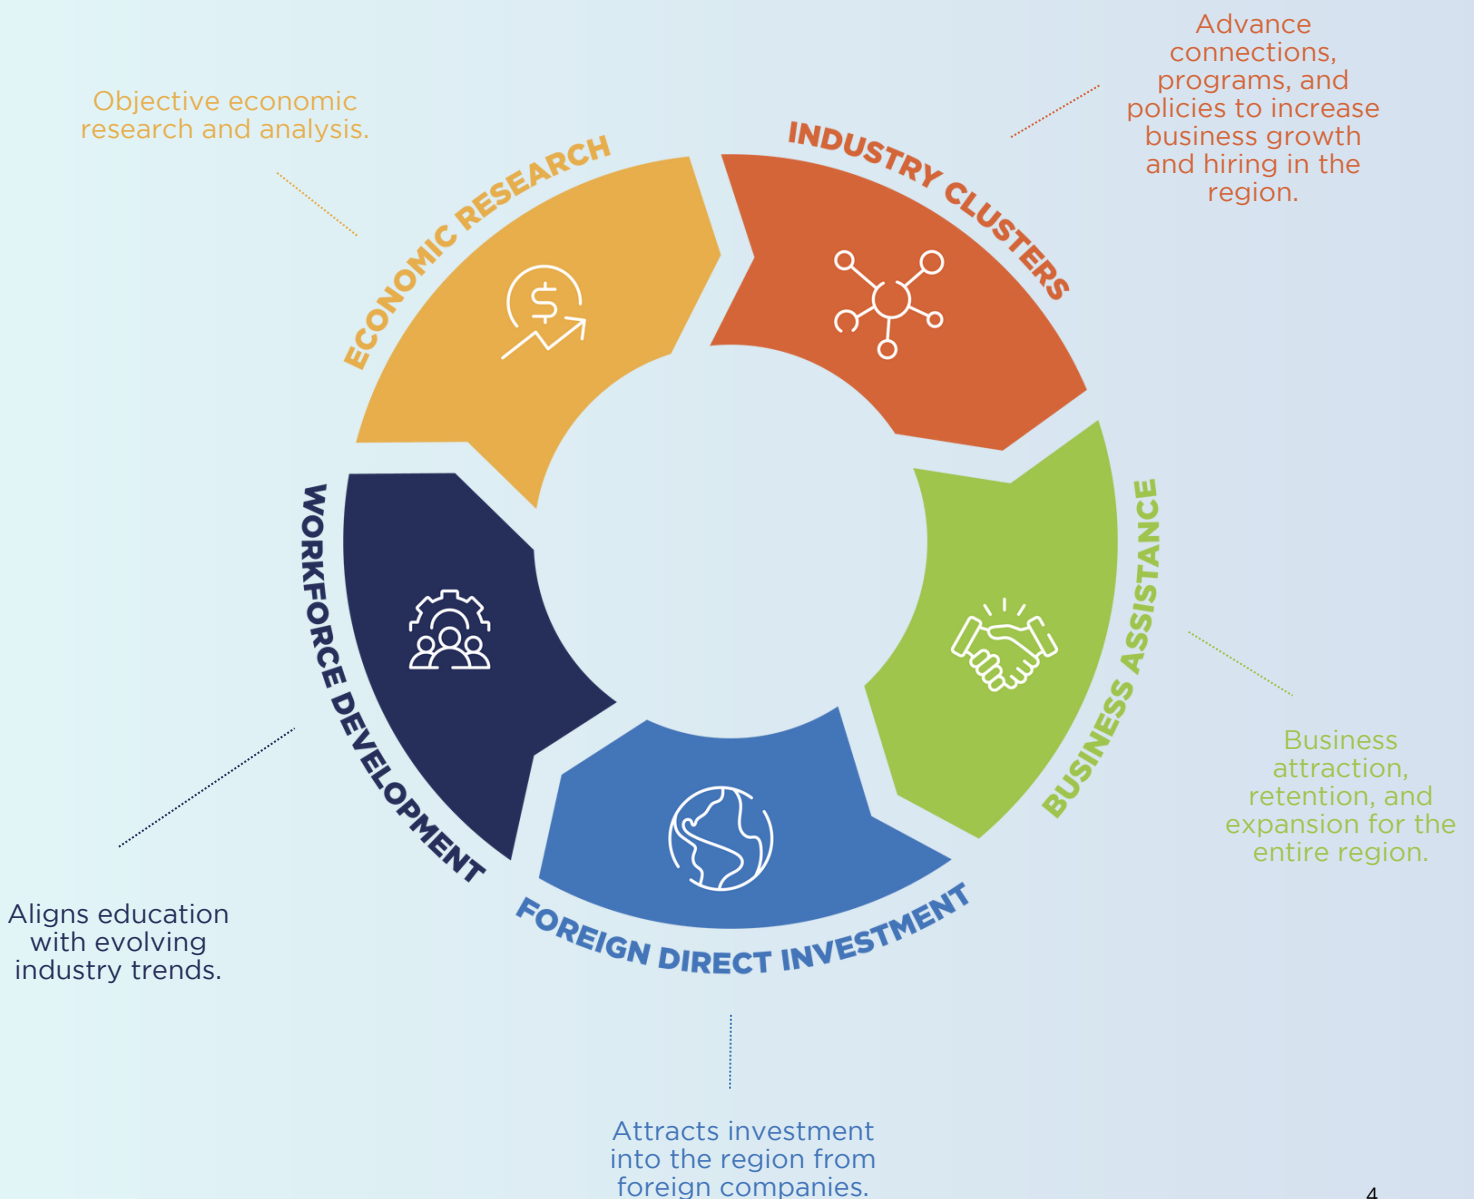 Objective economic
research and analysis.
ECONOMIC RESEARCH
Advance
connections,
programs, and
policies to increase
business growth
and hiring in the
region.
INDUSTRY CLUSTERS
$
BUSINESS ASSISTANCE
Business
attraction,
retention, and
expansion for the
entire region.
WORKFORCE DEVELOPMENT
Aligns education
with evolving
industry trends.
FOREIGN DIRECT INVESTMENT
Attracts investment
into the region from
foreign companies.
4